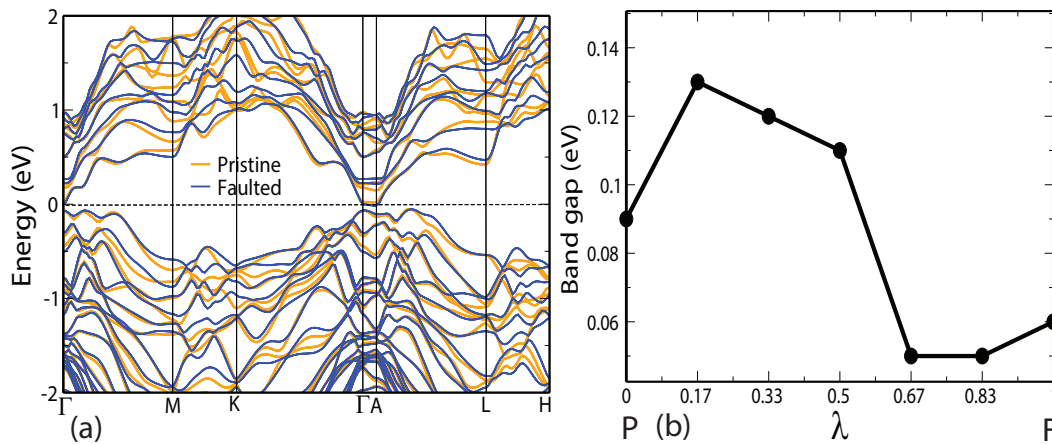 Energy (eV)
2
1
0
-1
-2
Pristine
Faulted
Γ
M
K
Γ
A
L
H
(a)
Band gap (eV)
0.14
0.12
0.1
0.08
0.06
0
0.17
0.33
0.5
0.67
0.83
P
(b)
λ
F